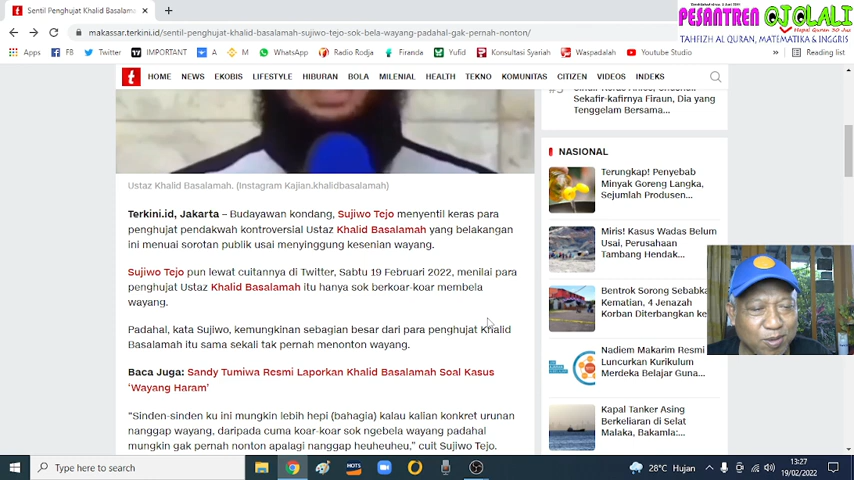 Sentil Penghujat Khalid Basalama
makassar.terkini.id/sentil-penghujat-khalid-basalamah-sujiwo-tejo-sok-bela-wayang-padahal-gak-pernah-nonton/
PESANTREN OJOLALI
Hapal Quran 30 Jus
TAHFIZH AL QURAN, MATEMATIKA & INGGRIS
Apps FB Twitter IMPORTANT A M WhatsApp Radio Rodja Firanda Yufid Konsultasi Syariah Waspadalah Youtube Studio » Reading list
t HOME NEWS EKOBIS LIFESTYLE HIBURAN BOLA MILENIAL HEALTH TEKNO KOMUNITAS CITIZEN VIDEOS INDEKS
Sekafir-kafirnya Firaun, Dia yang
Tenggelam Bersama...
Ustaz Khalid Basalamah. (Instagram Kajian.khalidbasalamah)
Terkini.id, Jakarta – Budayawan kondang, Sujiwo Tejo menyentil keras para
penghujat pendakwah kontroversial Ustaz Khalid Basalamah yang belakangan
ini menuai sorotan publik usai menyinggung kesenian wayang.
Sujiwo Tejo pun lewat cuitannya di Twitter, Sabtu 19 Februari 2022, menilai para
penghujat Ustaz Khalid Basalamah itu hanya sok berkoar-koar membela
wayang.
Padahal, kata Sujiwo, kemungkinan sebagian besar dari para penghujat Khalid
Basalamah itu sama sekali tak pernah menonton wayang.
Baca Juga: Sandy Tumiwa Resmi Laporkan Khalid Basalamah Soal Kasus
'Wayang Haram'
"Sinden-sinden ku ini mungkin lebih hepi (bahagia) kalau kalian konkret urunan
nanggap wayang, daripada cuma koar-koar sok ngebela wayang padahal
mungkin gak pernah nonton apalagi nanggap heuheuheu," cuit Sujiwo Tejo.
NASIONAL
Terungkap! Penyebab
Minyak Goreng Langka,
Sejumlah Produsen...
Miris! Kasus Wadas Belum
Usai, Perusahaan
Tambang Hendak...
Bentrok Sorong Sebabka
Kematian, 4 Jenazah
Korban Diterbangkan ke
Nadiem Makarim Resmi
Luncurkan Kurikulum
Merdeka Belajar Guna...
Kapal Tanker Asing
Berkeliaran di Selat
Malaka, Bakamla:...
Type here to search
HOTS
28°C Hujan
13:27
19/02/2022